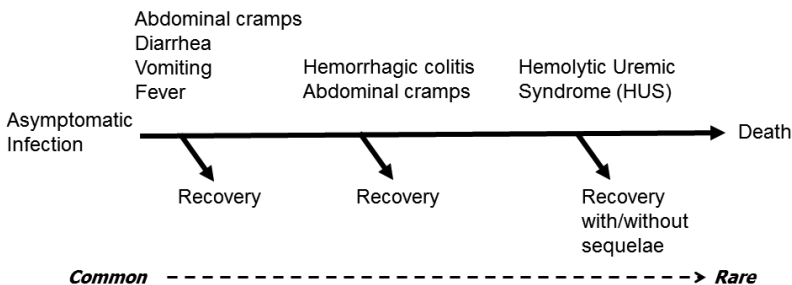 Abdominal cramps
Diarrhea
Vomiting
Fever
Hemorrhagic colitis
Abdominal cramps
Hemolytic Uremic
Syndrome (HUS)
Asymptomatic
Infection
Death
Recovery
Recovery
Recovery
with/without
sequelae
Common
Rare